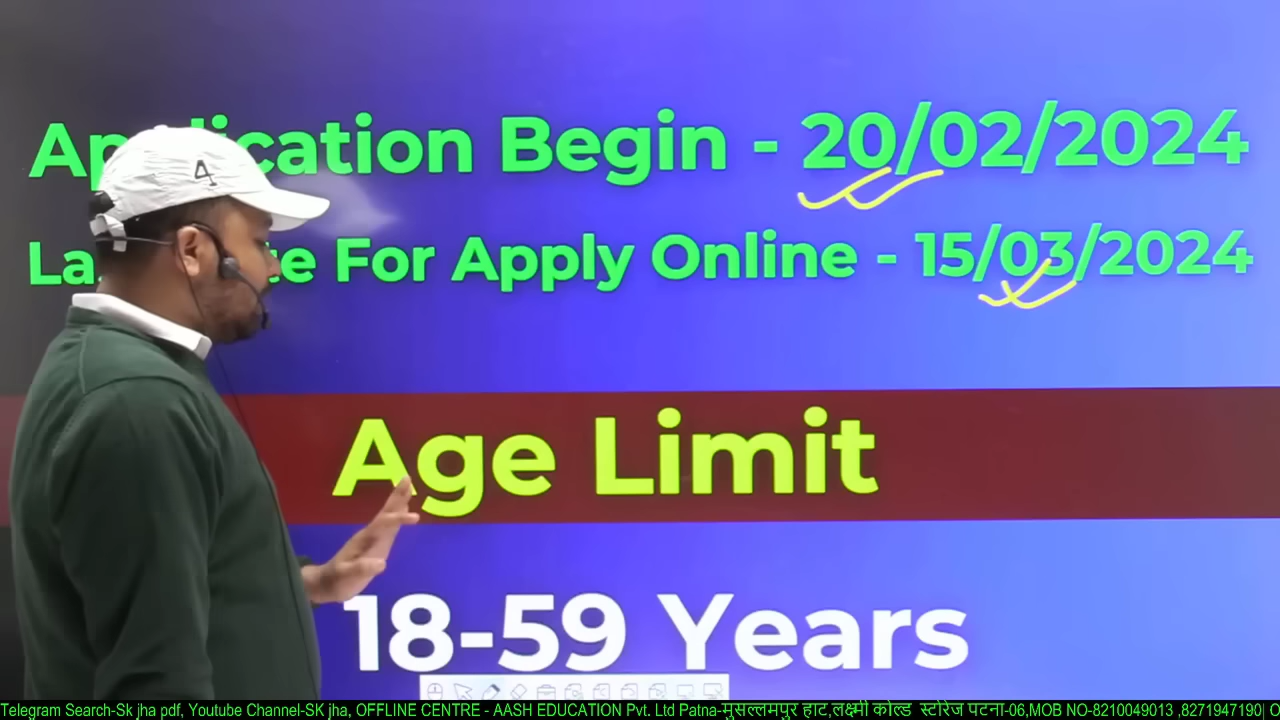 4
Application Begin - 20/02/2024
La te For Apply Online - 15/03/2024
Age Limit
18-59 Years
Telegram Search-Sk jha pdf, Youtube Channel-SK jha, OFFLINE CENTRE - AASH EDUCATION Pvt. Ltd Patna-मुसल्लमपुर हाट,लक्ष्मी कोल्ड स्टोरेज पटना-06,MOB NO-8210049013 ,8271947190| C